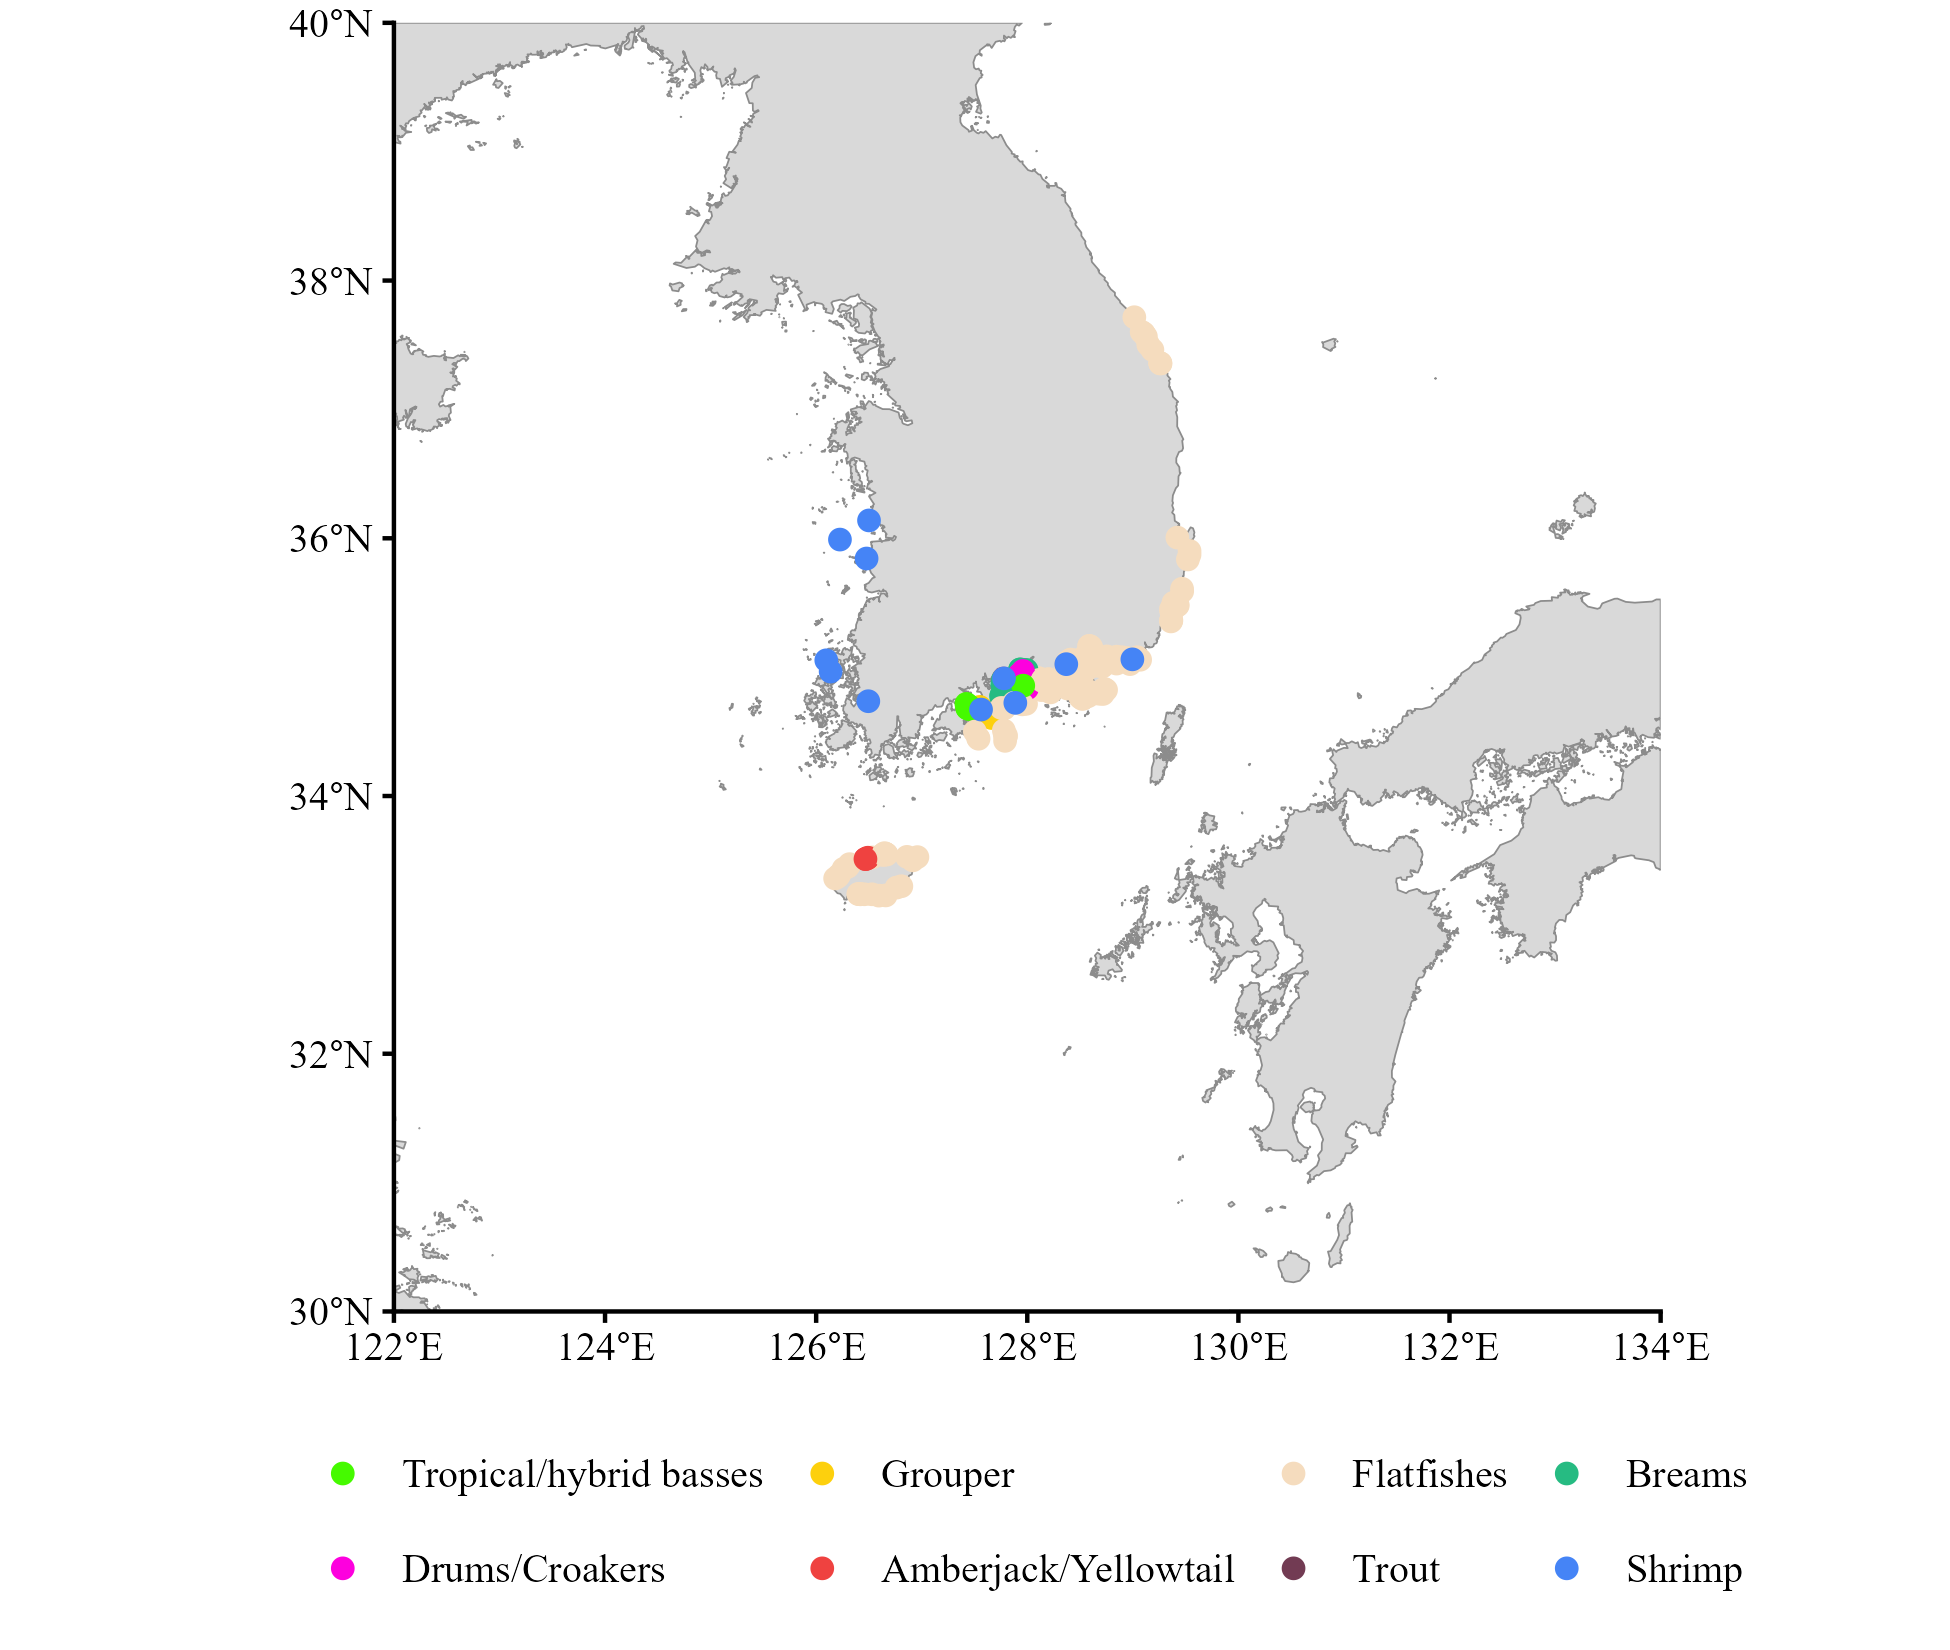 40°N
38°N
36°N
34°N
32°N
30°N
122°E 124°E 126°E 128°E 130°E 132°E 134°E
Tropical/hybrid basses Grouper Flatfishes Breams
Drums/Croakers Amberjack/Yellowtail Trout Shrimp